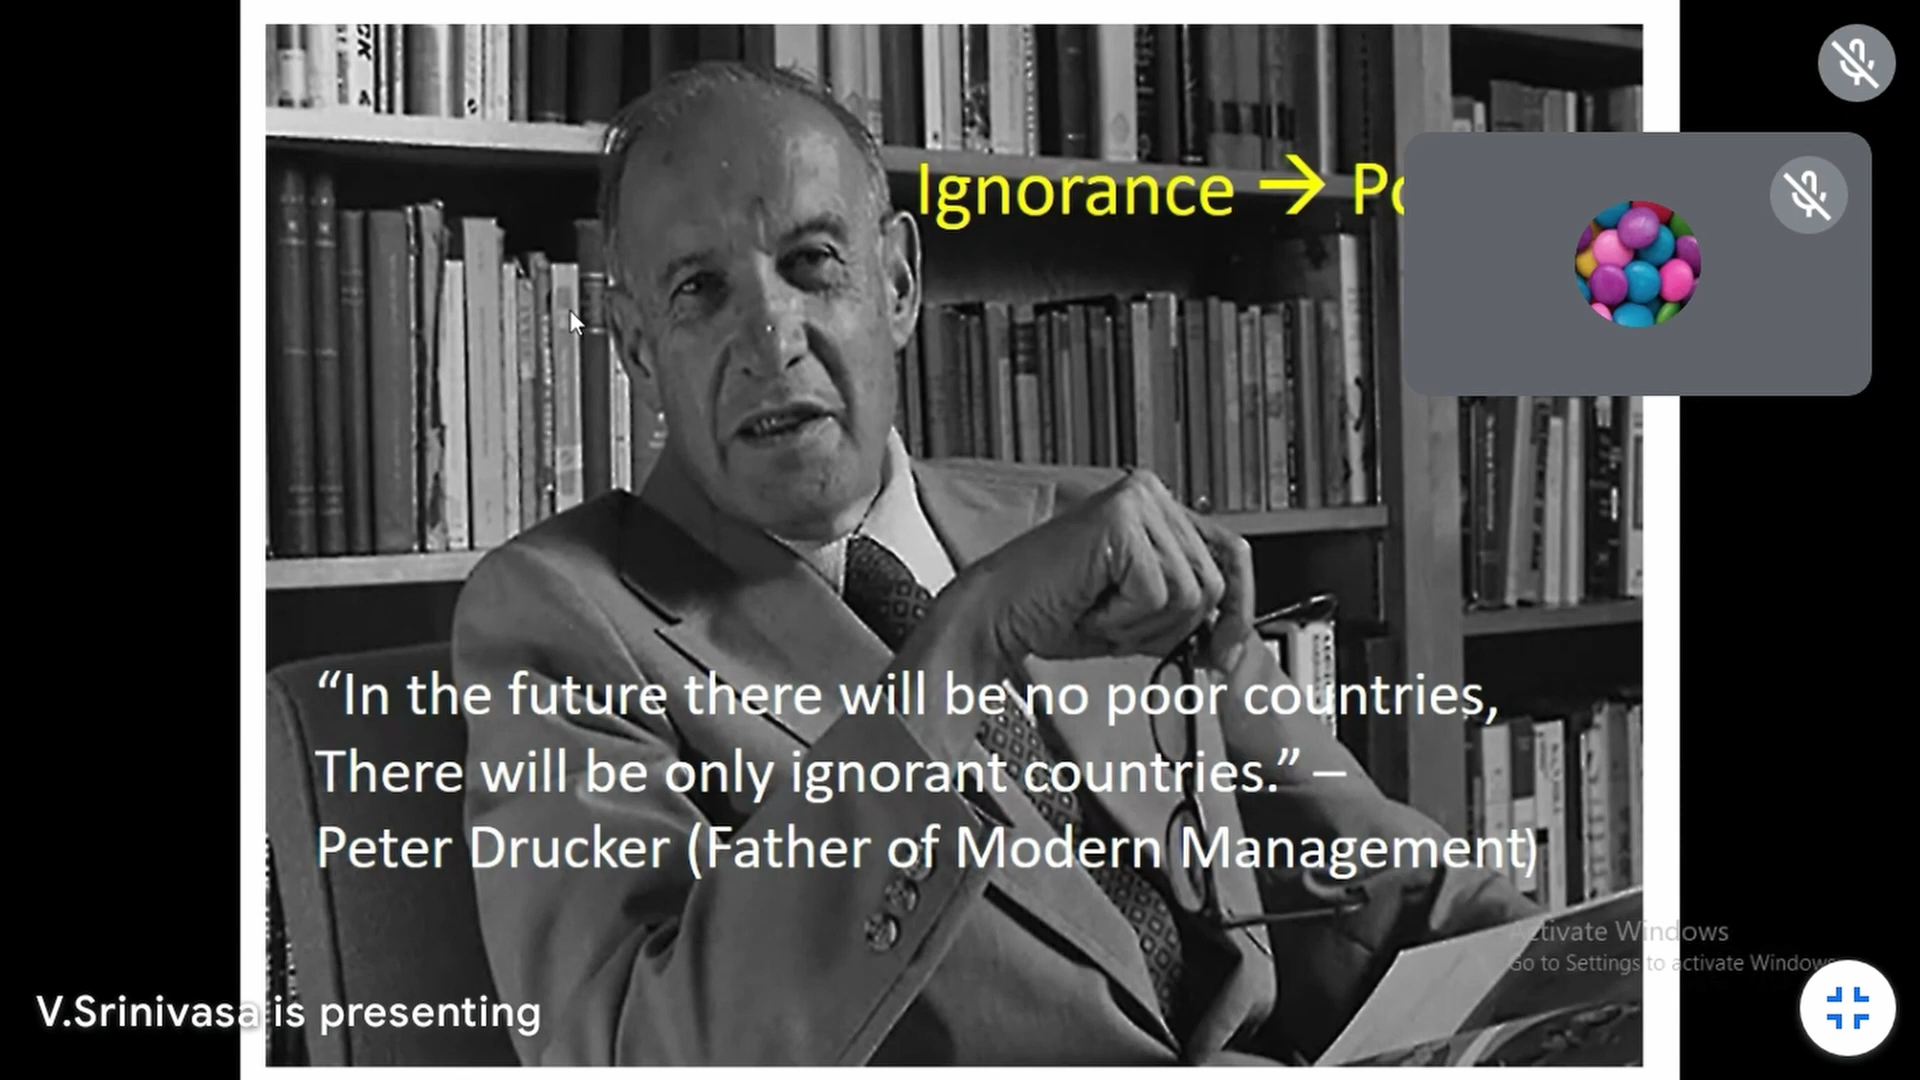 Ignorance →
“In the future there will be no poor countries,
There will be only ignorant countries.” –
Peter Drucker (Father of Modern Management)
Activate Windows
Go to Settings to activate Windows.
V.Srinivasa is presenting